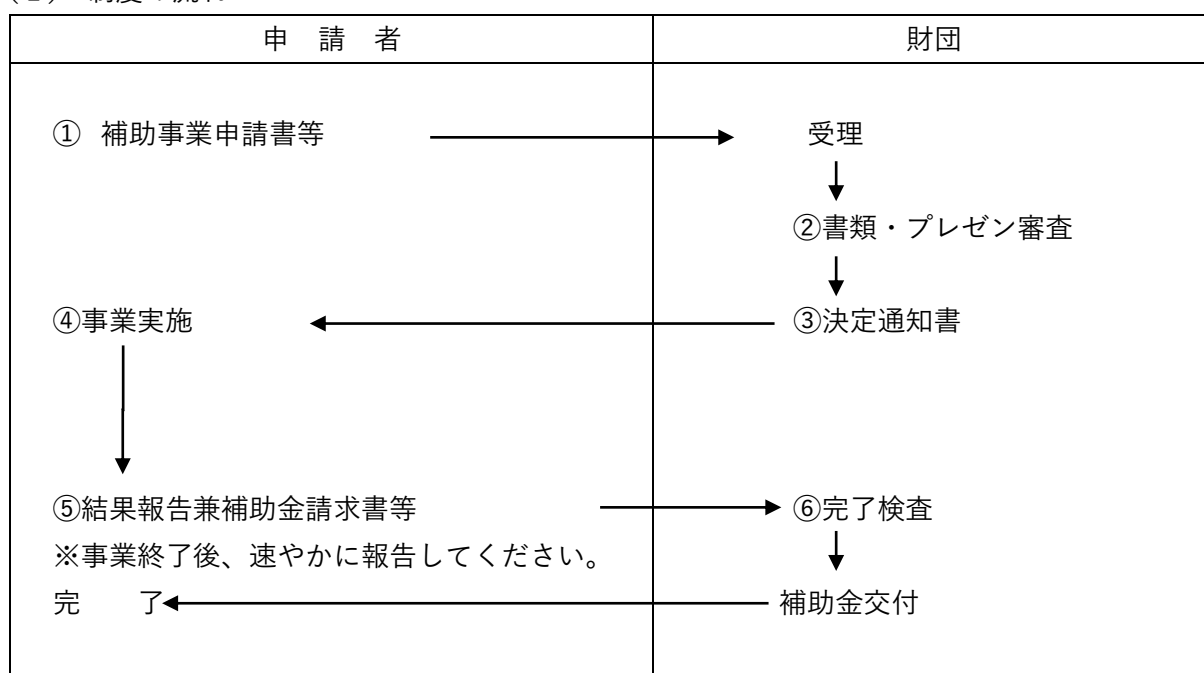 申　請　者
財団
①　補助事業申請書等
受理
②書類・プレゼン審査
④事業実施
③決定通知書
⑤結果報告兼補助金請求書等
⑥完了検査
※事業終了後、速やかに報告してください。
完　　了
補助金交付